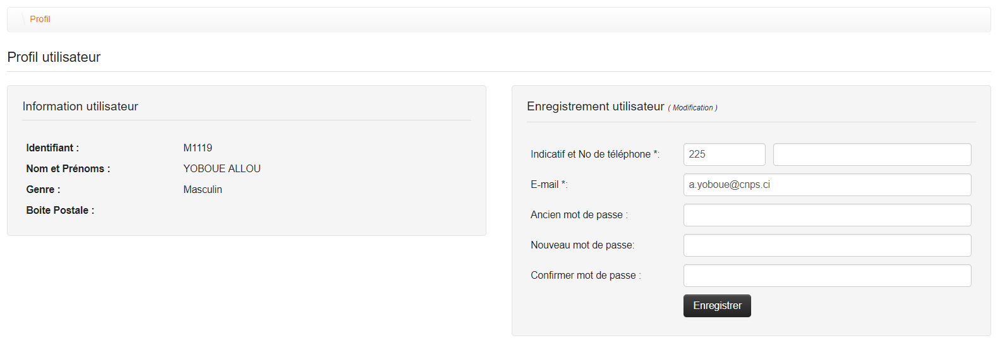 Profil
Profil utilisateur
Information utilisateur
Identifiant : M1119
Nom et Prénoms : YOBOUE ALLOU
Genre : Masculin
Boite Postale :
Enregistrement utilisateur ( Modification )
Indicatif et No de téléphone *: 225
E-mail *: a.yoboue@cnps.ci
Ancien mot de passe :
Nouveau mot de passe:
Confirmer mot de passe :
Enregistrer